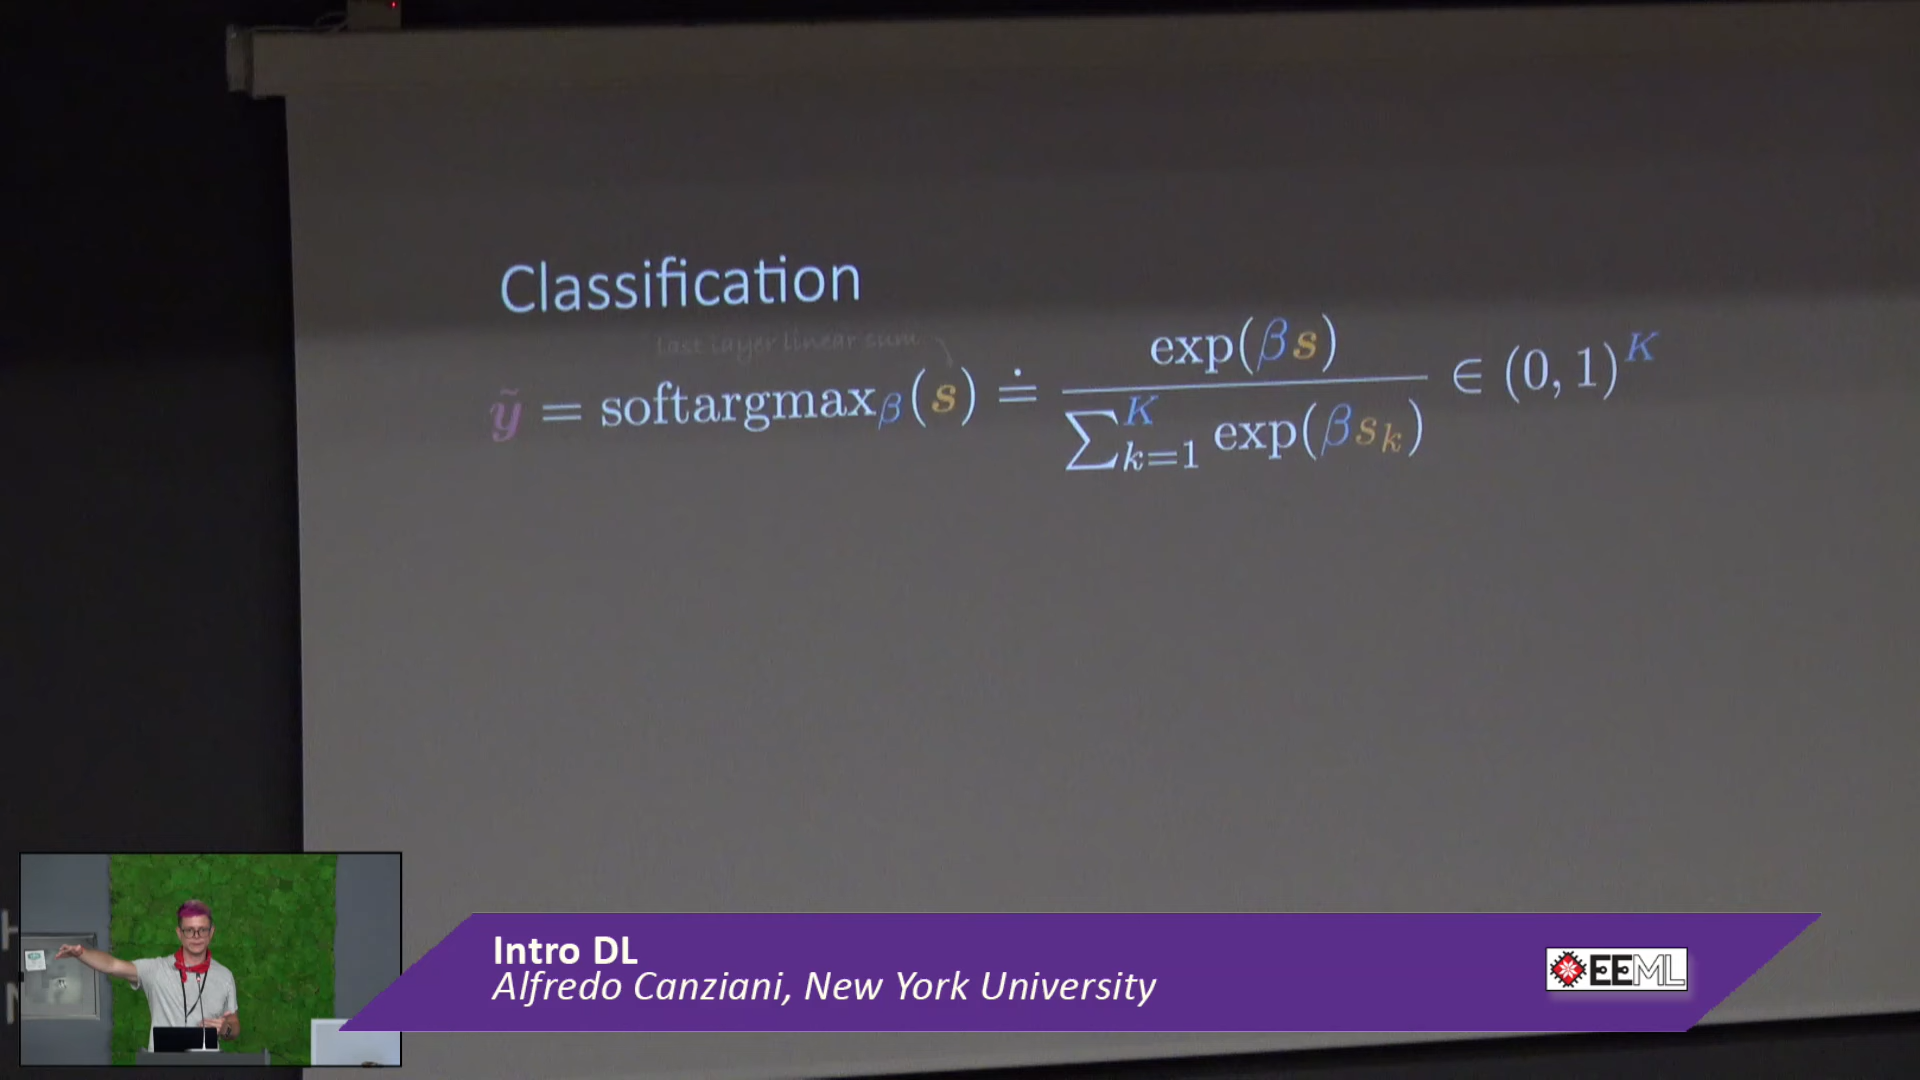 Classification
last layer linear sum
ỹ = softargmax_β(s) ≐ exp(βs) / ∑_{k=1}^{K} exp(βs_k) ∈ (0, 1)^K
Intro DL
Alfredo Canziani, New York University
EEML